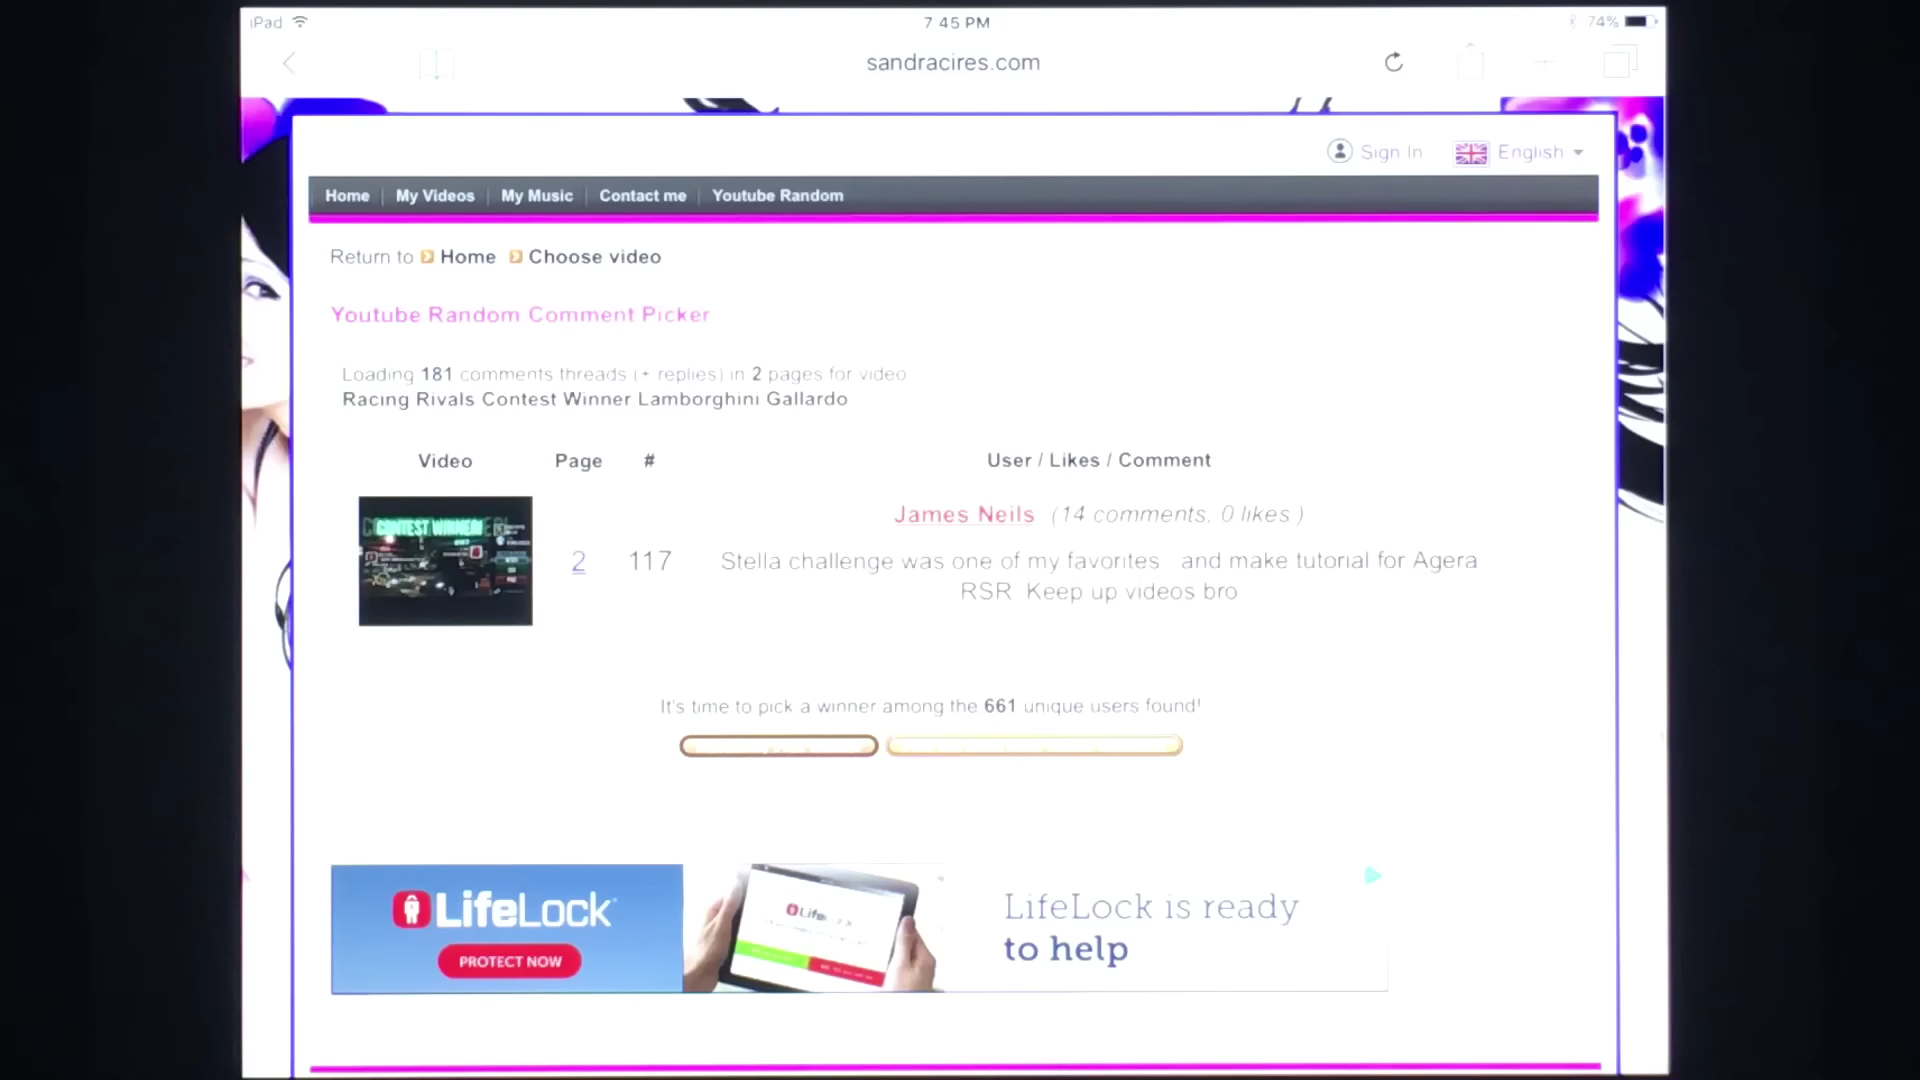 iPad 7 45 PM 74%
sandracires.com
Sign In English
Home My Videos My Music Contact me Youtube Random
Return to Home Choose video
Youtube Random Comment Picker
Loading 181 comments threads (+ replies) in 2 pages for video
Racing Rivals Contest Winner Lamborghini Gallardo
Video Page # User / Likes / Comment
CONTEST WINNER!
James Neils (14 comments, 0 likes )
2 117 Stella challenge was one of my favorites and make tutorial for Agera
RSR Keep up videos bro
It's time to pick a winner among the 661 unique users found!
LifeLock
PROTECT NOW
LifeLock is ready
to help